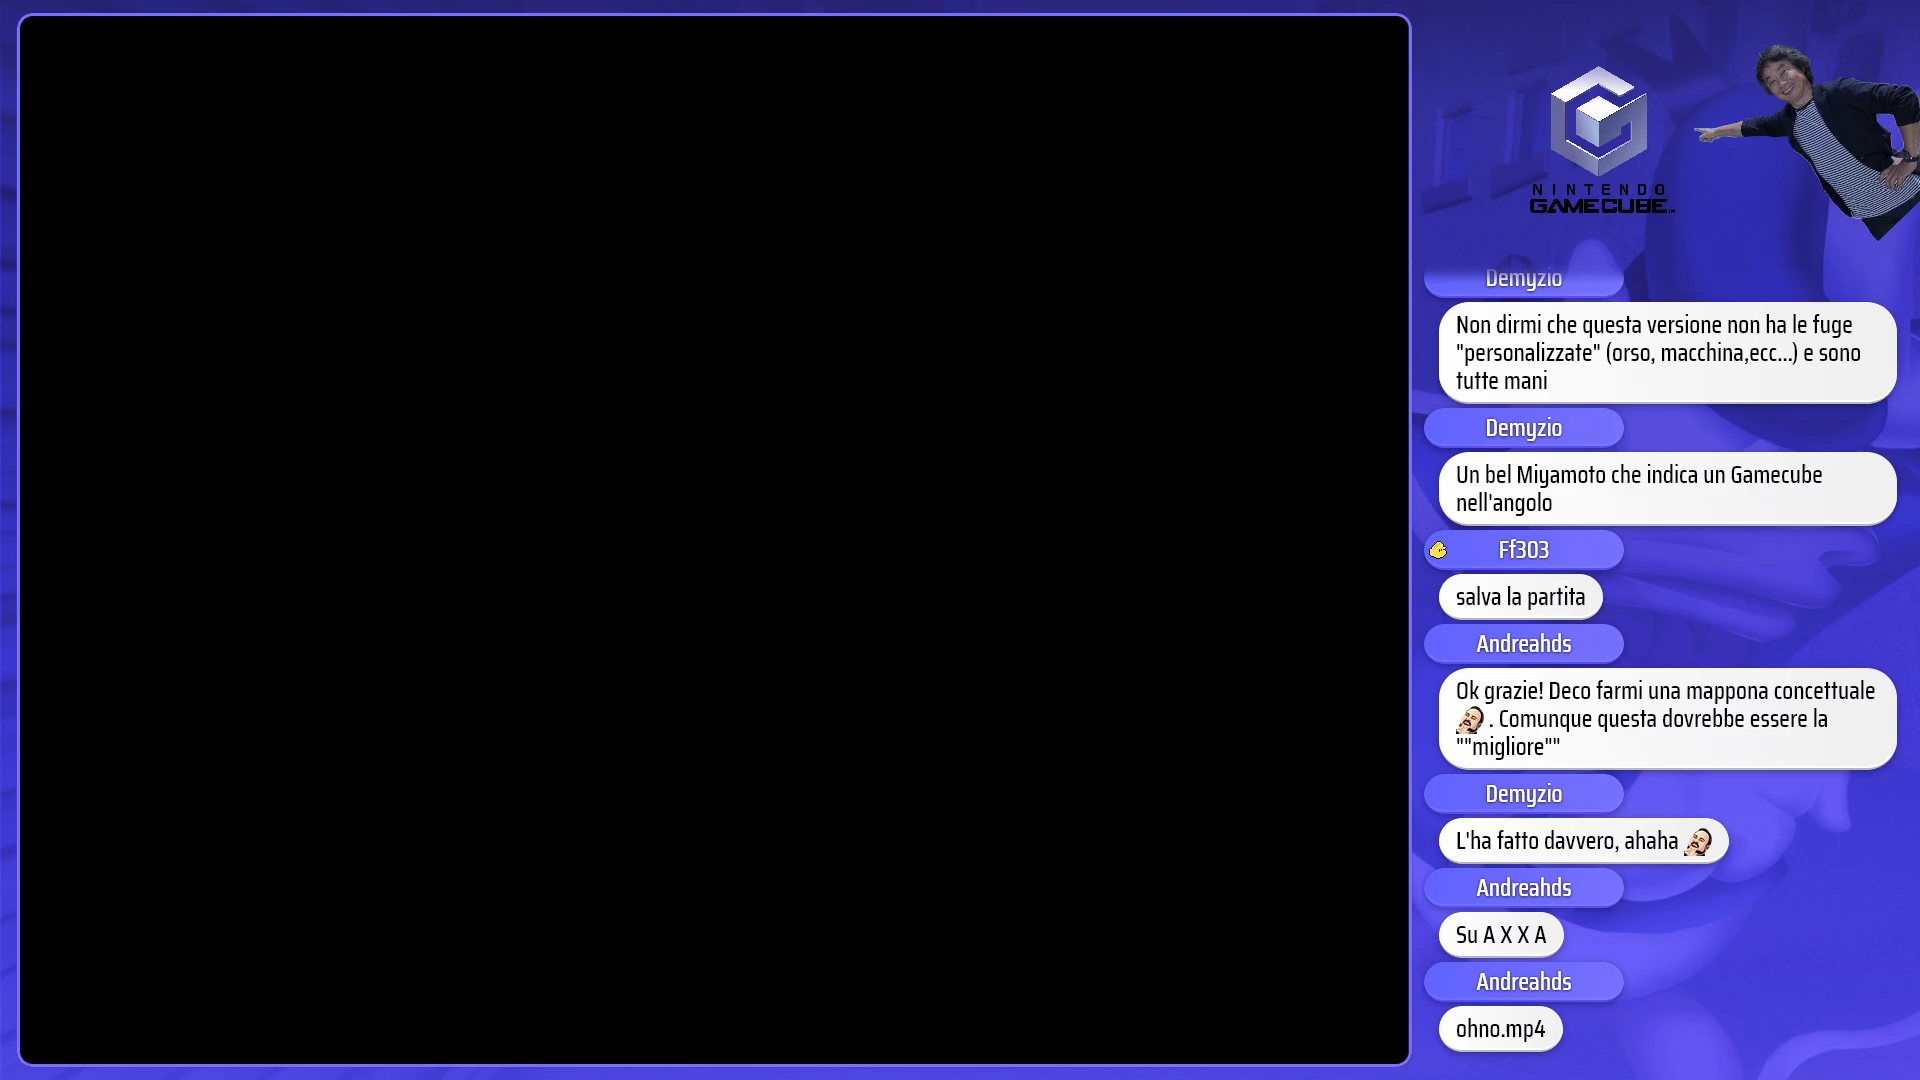 NINTENDO
GAMECUBE™
Demyzio
Non dirmi che questa versione non ha le fuge
"personalizzate" (orso, macchina,ecc...) e sono
tutte mani
Demyzio
Un bel Miyamoto che indica un Gamecube
nell'angolo
Ff303
salva la partita
Andreahds
Ok grazie! Deco farmi una mappona concettuale
. Comunque questa dovrebbe essere la
""migliore""
Demyzio
L'ha fatto davvero, ahaha
Andreahds
Su A X X A
Andreahds
ohno.mp4